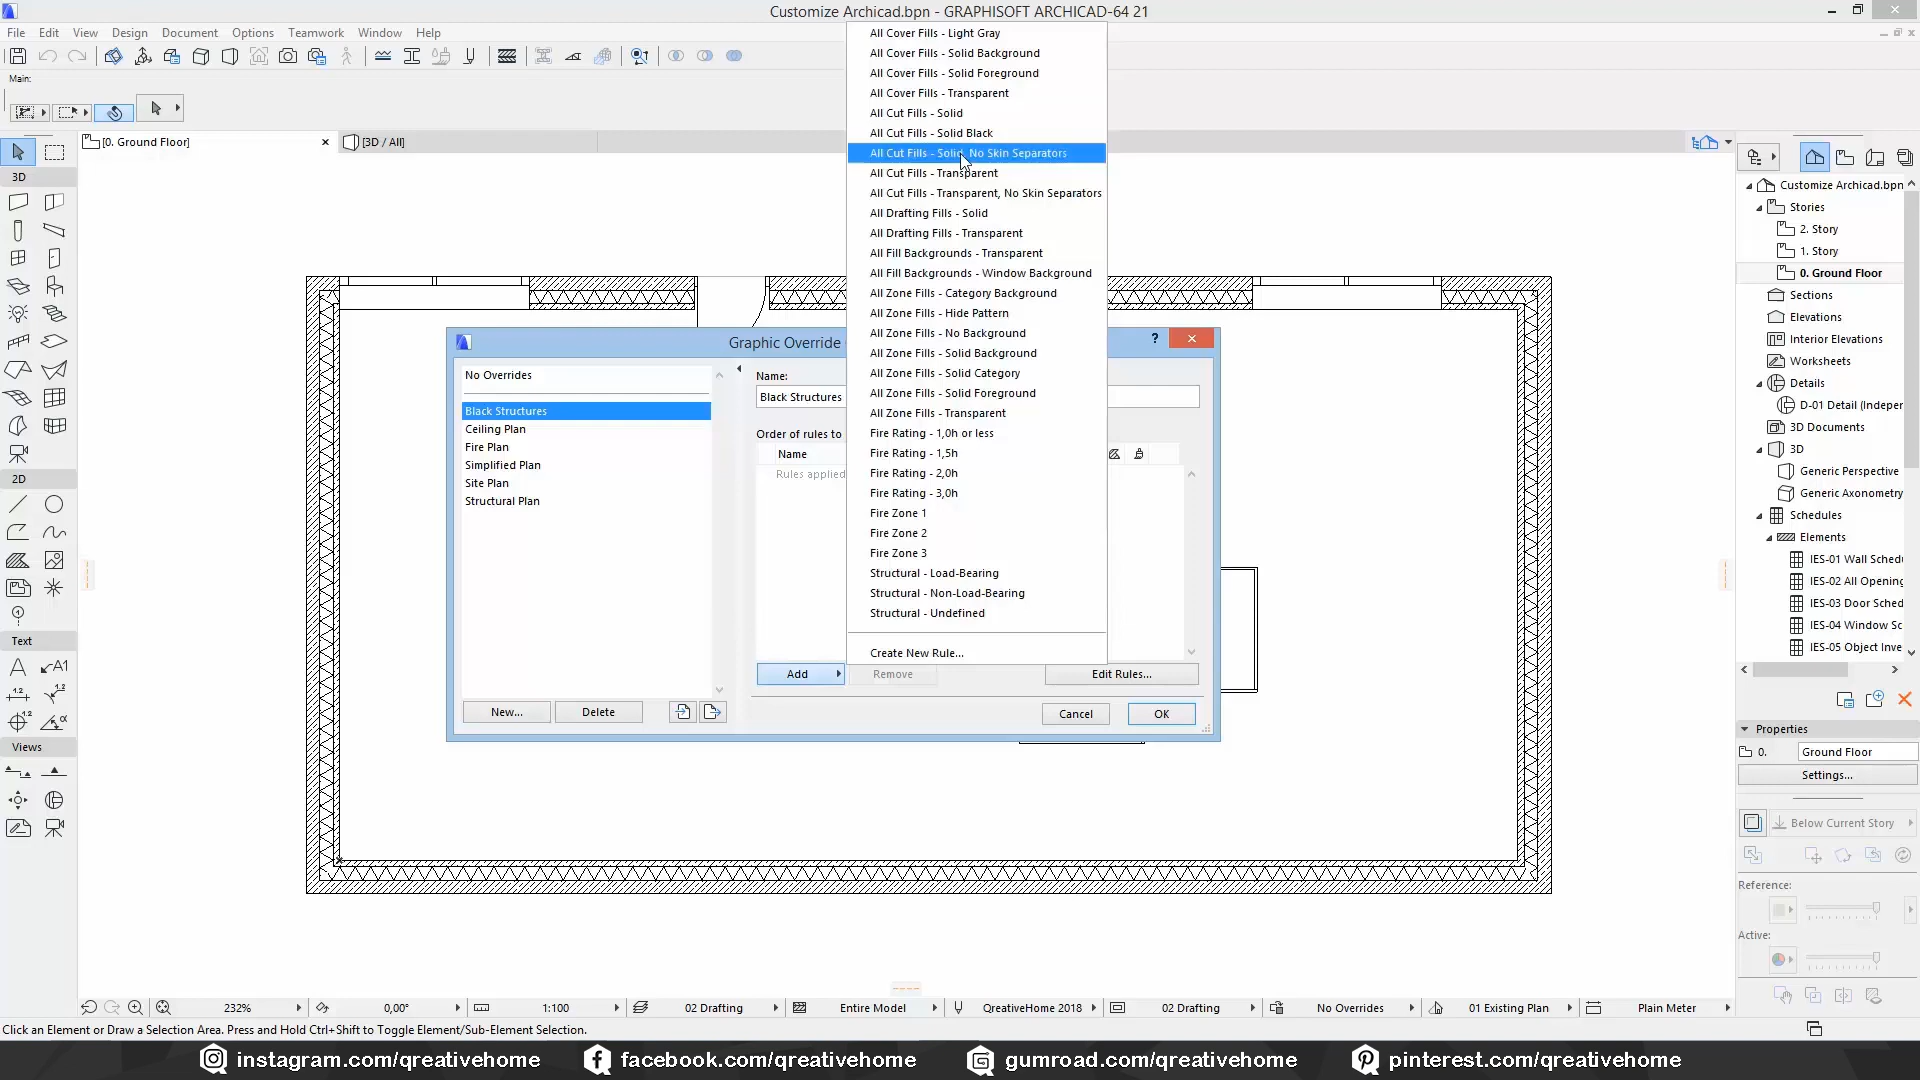 Customize Archicad.bpn - GRAPHISOFT ARCHICAD-64 21
File Edit View Design Document Options Teamwork Window Help
Main:
[0. Ground Floor]
[3D / All]
3D
2D
Text
A
A1
1.2
1.2
1.2
α
Views
All Cover Fills - Light Gray
All Cover Fills - Solid Background
All Cover Fills - Solid Foreground
All Cover Fills - Transparent
All Cut Fills - Solid
All Cut Fills - Solid Black
All Cut Fills - Solid, No Skin Separators
All Cut Fills - Transparent
All Cut Fills - Transparent, No Skin Separators
All Drafting Fills - Solid
All Drafting Fills - Transparent
All Fill Backgrounds - Transparent
All Fill Backgrounds - Window Background
All Zone Fills - Category Background
All Zone Fills - Hide Pattern
All Zone Fills - No Background
All Zone Fills - Solid Background
All Zone Fills - Solid Category
All Zone Fills - Solid Foreground
All Zone Fills - Transparent
Fire Rating - 1,0h or less
Fire Rating - 1,5h
Fire Rating - 2,0h
Fire Rating - 3,0h
Fire Zone 1
Fire Zone 2
Fire Zone 3
Structural - Load-Bearing
Structural - Non-Load-Bearing
Structural - Undefined
Create New Rule...
Graphic Override
?
No Overrides
Black Structures
Ceiling Plan
Fire Plan
Simplified Plan
Site Plan
Structural Plan
New...
Delete
Name:
Black Structures
Order of rules to
Name
Rules applied
Add
Remove
Edit Rules...
Cancel
OK
Customize Archicad.bpn
Stories
2. Story
1. Story
0. Ground Floor
Sections
Elevations
Interior Elevations
Worksheets
Details
D-01 Detail (Indeper
3D Documents
3D
Generic Perspective
Generic Axonometry
Schedules
Elements
IES-01 Wall Sched
IES-02 All Opening
IES-03 Door Sched
IES-04 Window Sc
IES-05 Object Inve
Properties
0. Ground Floor
Settings...
Below Current Story
Reference:
Active:
232%
0,00°
1:100
02 Drafting
Entire Model
QreativeHome 2018
02 Drafting
No Overrides
01 Existing Plan
Plain Meter
Click an Element or Draw a Selection Area. Press and Hold Ctrl+Shift to Toggle Element/Sub-Element Selection.
instagram.com/qreativehome
facebook.com/qreativehome
gumroad.com/qreativehome
pinterest.com/qreativehome